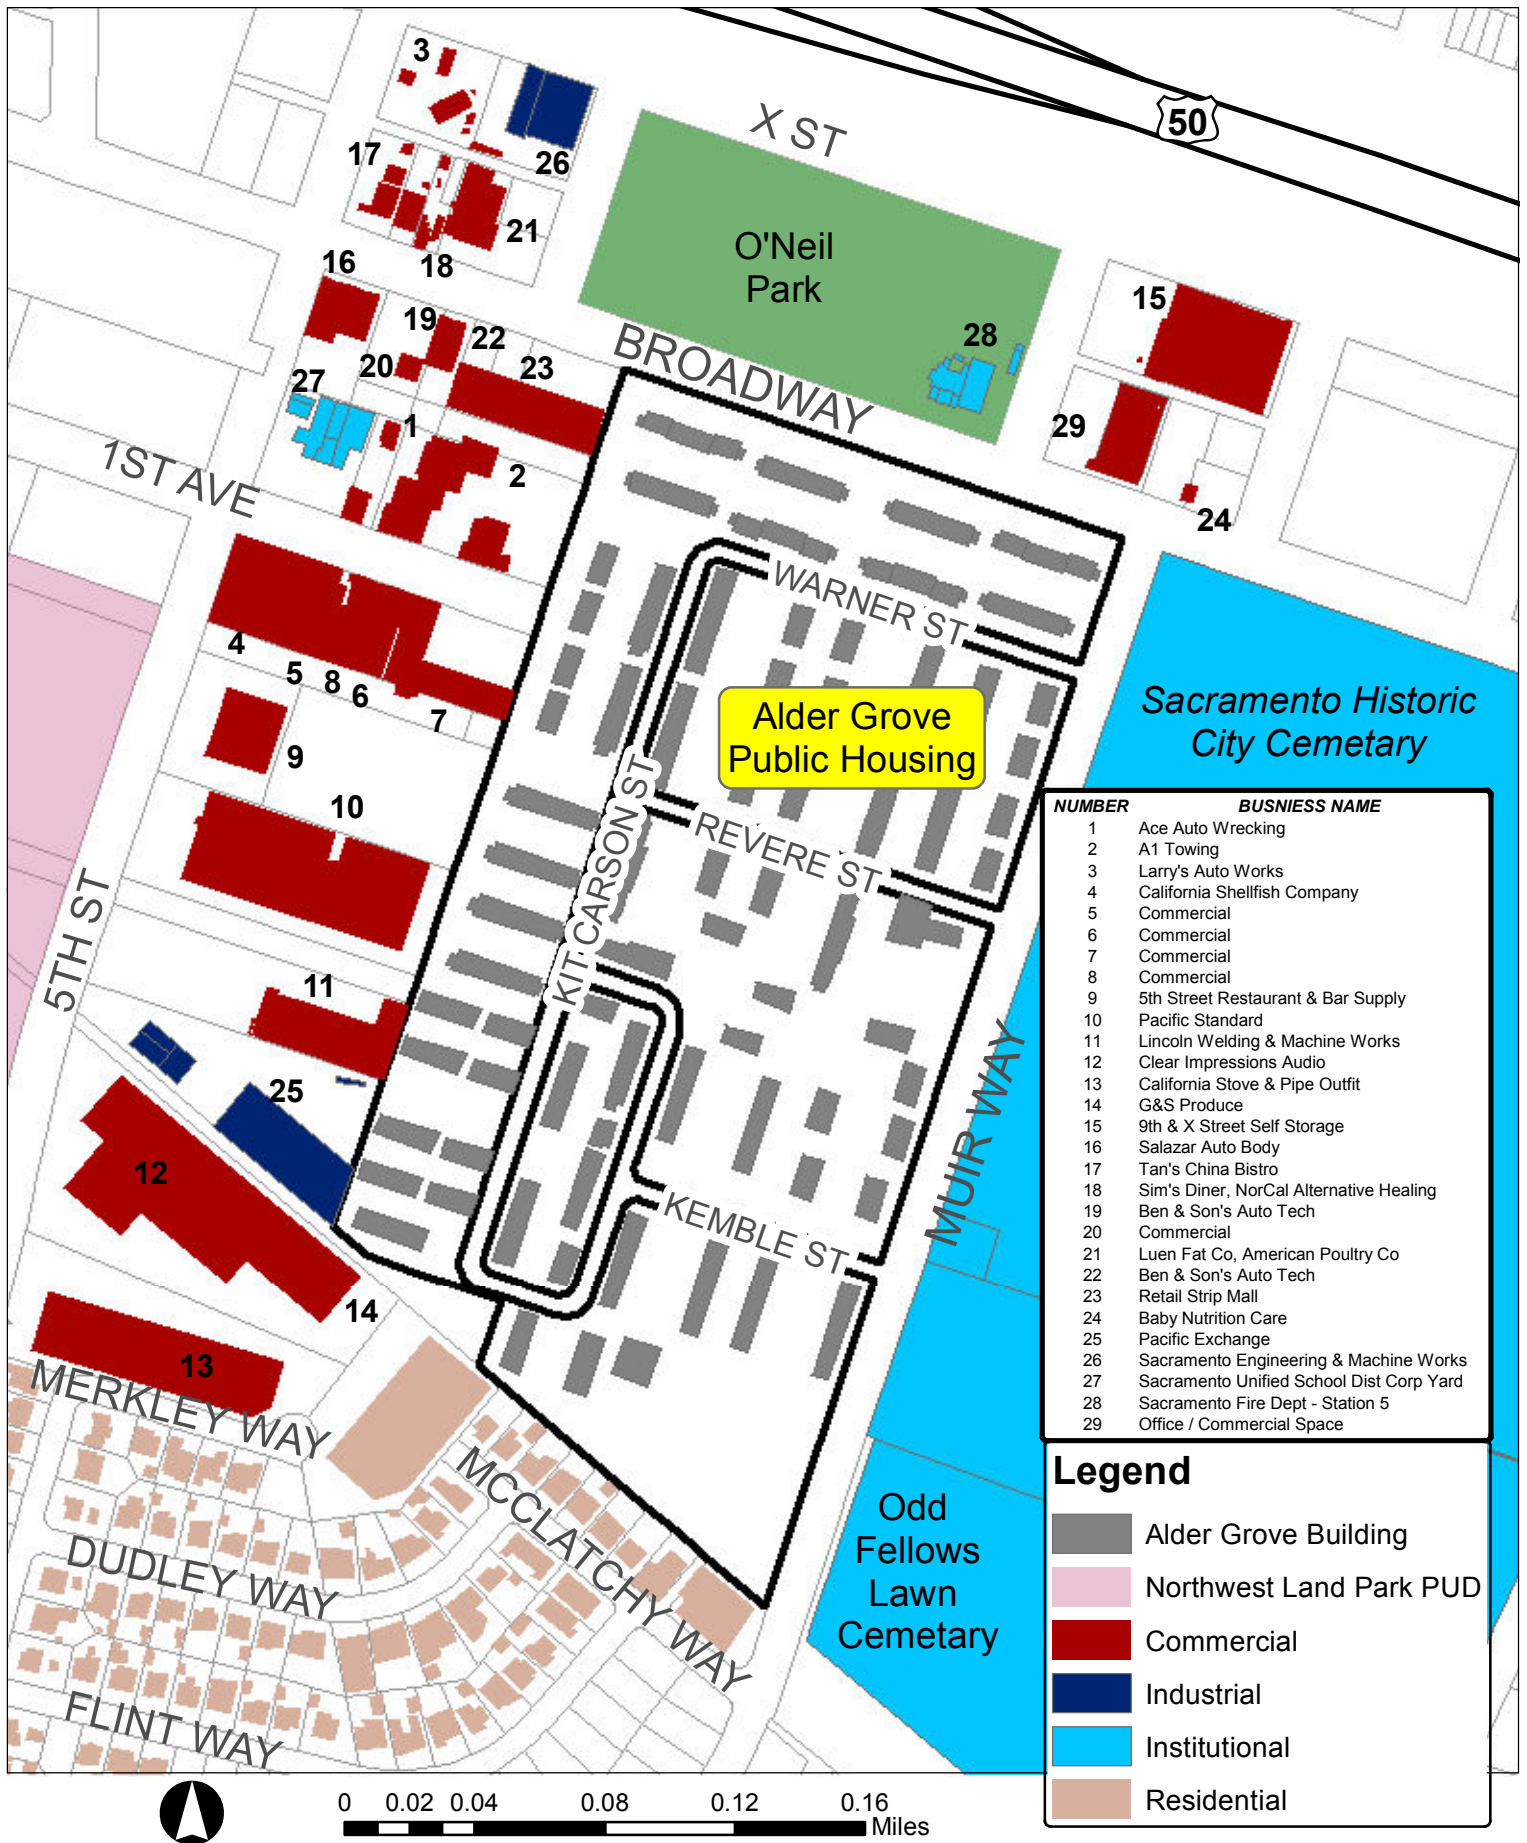 3
50
X ST
17
26
21
O'Neil
Park
18
16
15
19
22
28
20
23
BROADWAY
27
1
29
2
1ST AVE
24
WARNER ST
4
5
8
6
7
Sacramento Historic
City Cemetary
Alder Grove
Public Housing
9
10
KIT CARSON ST
REVERE ST
5TH ST
11
25
MUIR WAY
12
KEMBLE ST
14
13
MERKLEY WAY
MCCLATCHY WAY
DUDLEY WAY
FLINT WAY
Odd
Fellows
Lawn
Cemetary
NUMBER BUSNIESS NAME
1 Ace Auto Wrecking
2 A1 Towing
3 Larry's Auto Works
4 California Shellfish Company
5 Commercial
6 Commercial
7 Commercial
8 Commercial
9 5th Street Restaurant & Bar Supply
10 Pacific Standard
11 Lincoln Welding & Machine Works
12 Clear Impressions Audio
13 California Stove & Pipe Outfit
14 G&S Produce
15 9th & X Street Self Storage
16 Salazar Auto Body
17 Tan's China Bistro
18 Sim's Diner, NorCal Alternative Healing
19 Ben & Son's Auto Tech
20 Commercial
21 Luen Fat Co, American Poultry Co
22 Ben & Son's Auto Tech
23 Retail Strip Mall
24 Baby Nutrition Care
25 Pacific Exchange
26 Sacramento Engineering & Machine Works
27 Sacramento Unified School Dist Corp Yard
28 Sacramento Fire Dept - Station 5
29 Office / Commercial Space
Legend
Alder Grove Building
Northwest Land Park PUD
Commercial
Industrial
Institutional
Residential
0 0.02 0.04 0.08 0.12 0.16
Miles